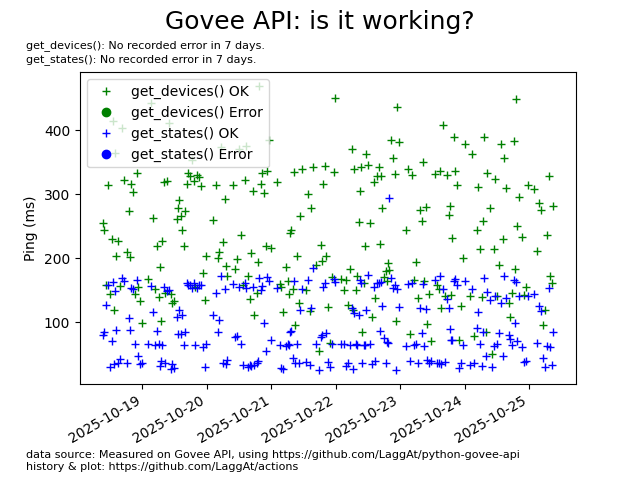 Govee API: is it working?
get_devices(): No recorded error in 7 days.
get_states(): No recorded error in 7 days.
get_devices() OK
get_devices() Error
get_states() OK
get_states() Error
Ping (ms)
400
300
200
100
2025-10-19
2025-10-20
2025-10-21
2025-10-22
2025-10-23
2025-10-24
2025-10-25
data source: Measured on Govee API, using https://github.com/LaggAt/python-govee-api
history & plot: https://github.com/LaggAt/actions